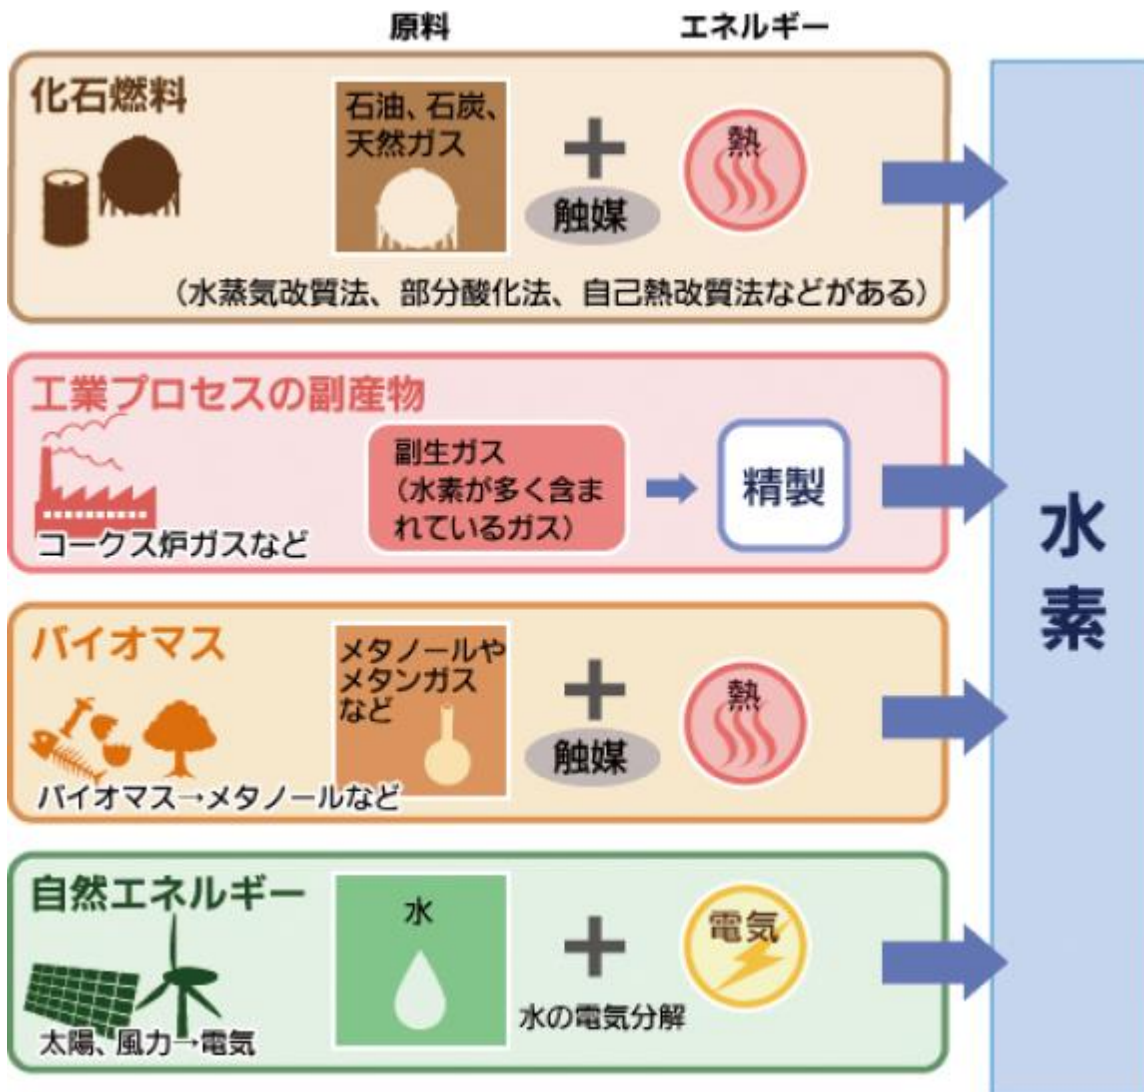 原料
エネルギー
化石燃料
石油、石炭、
天然ガス
触媒
熱
（水蒸気改質法、部分酸化法、自己熱改質法などがある）
工業プロセスの副産物
コークス炉ガスなど
副生ガス
（水素が多く含ま
れているガス）
精製
バイオマス
バイオマス→メタノールなど
メタノールや
メタンガス
など
触媒
熱
自然エネルギー
太陽、風力→電気
水
水の電気分解
電気
水素